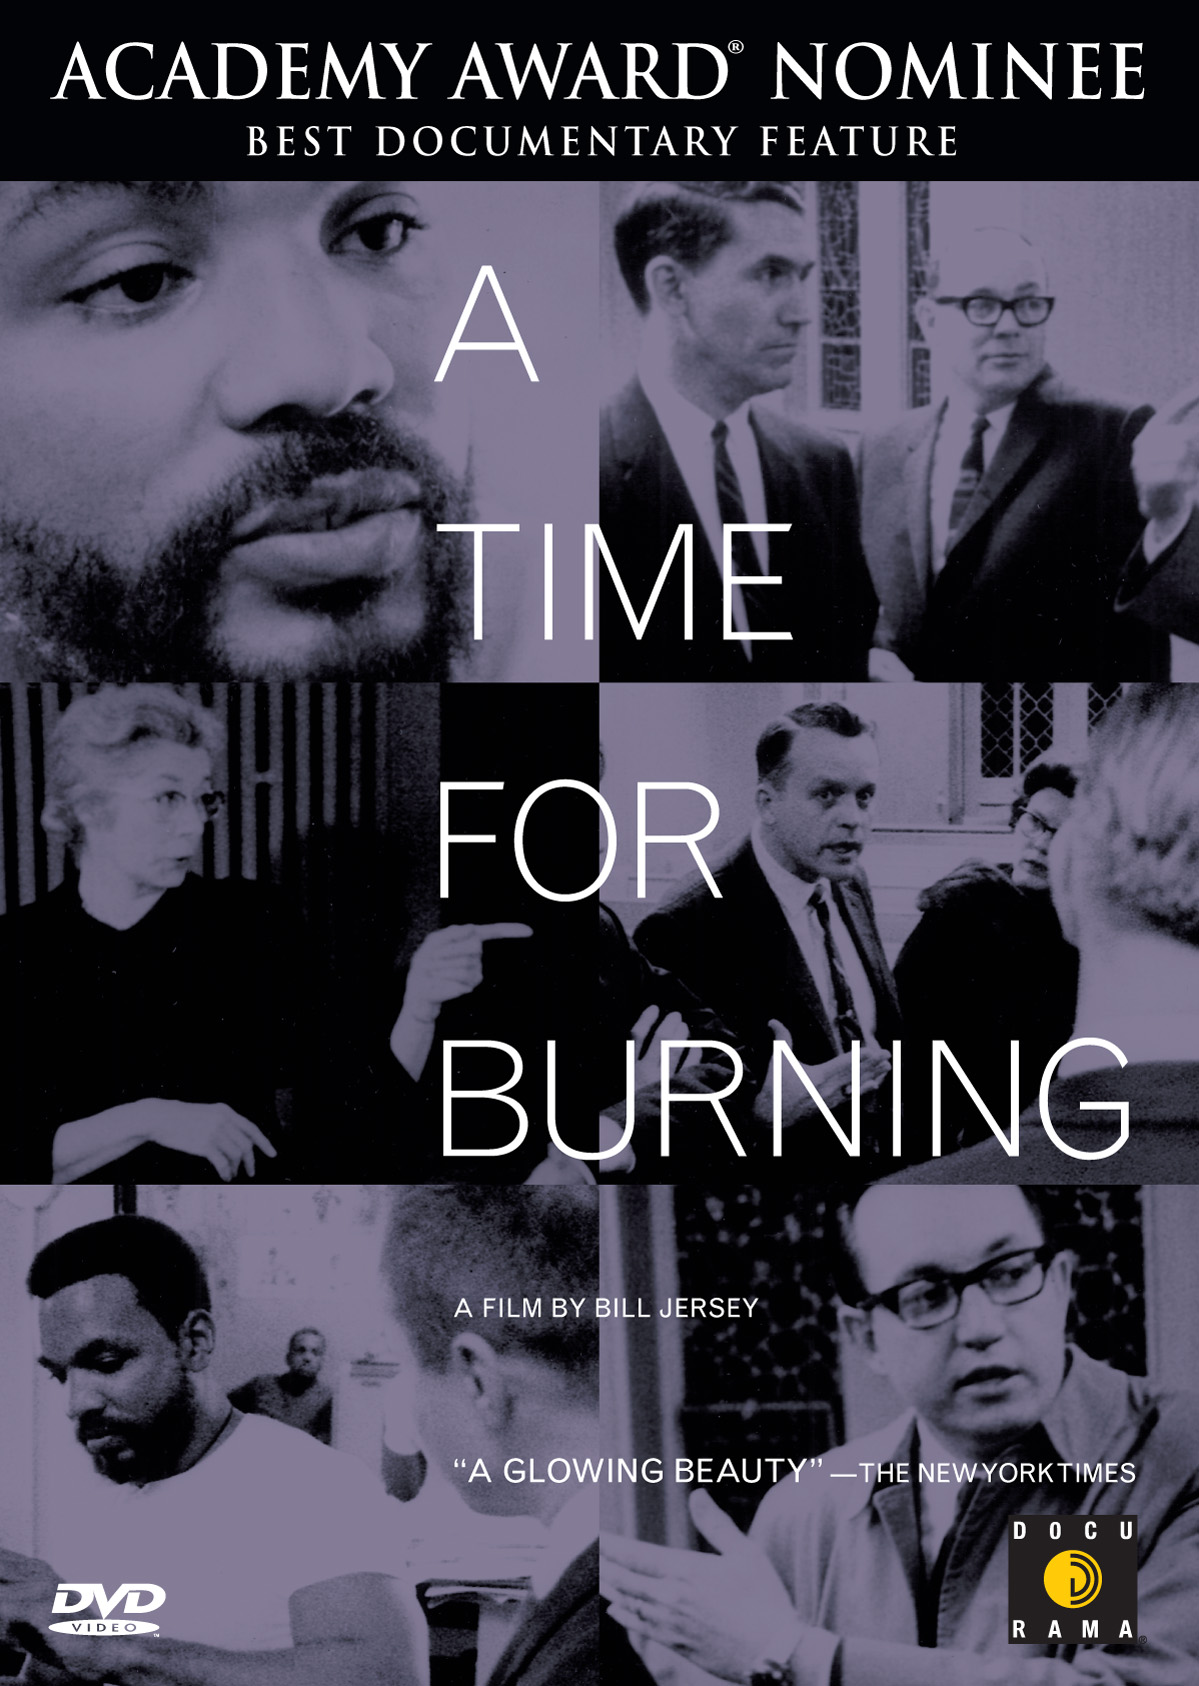 ACADEMY AWARD® NOMINEE
BEST DOCUMENTARY FEATURE
A
TIME
FOR
BURNING
A FILM BY BILL JERSEY
“A GLOWING BEAUTY” —THE NEW YORK TIMES
DOCU
RAMA®
DVD
VIDEO™